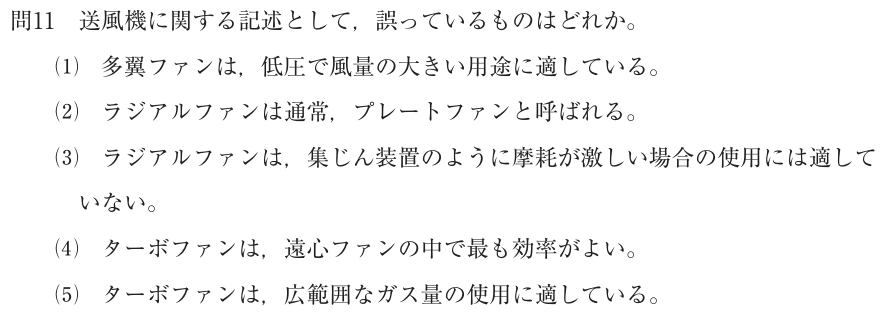 問11　送風機に関する記述として，誤っているものはどれか。
⑴　多翼ファンは，低圧で風量の大きい用途に適している。
⑵　ラジアルファンは通常，プレートファンと呼ばれる。
⑶　ラジアルファンは，集じん装置のように摩耗が激しい場合の使用には適して
いない。
⑷　ターボファンは，遠心ファンの中で最も効率がよい。
⑸　ターボファンは，広範囲なガス量の使用に適している。